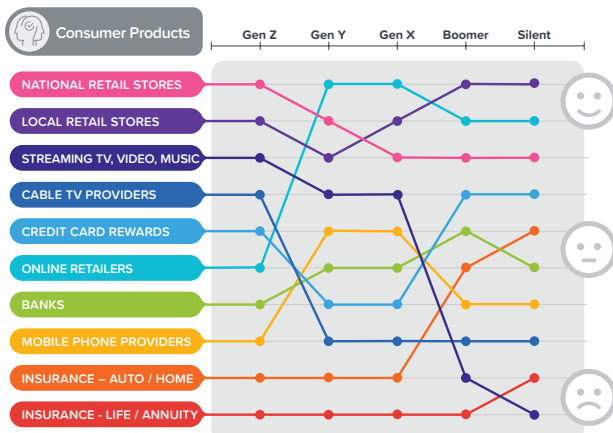 Consumer Products
Gen Z Gen Y Gen X Boomer Silent
NATIONAL RETAIL STORES
LOCAL RETAIL STORES
STREAMING TV, VIDEO, MUSIC
CABLE TV PROVIDERS
CREDIT CARD REWARDS
ONLINE RETAILERS
BANKS
MOBILE PHONE PROVIDERS
INSURANCE – AUTO / HOME
INSURANCE - LIFE / ANNUITY